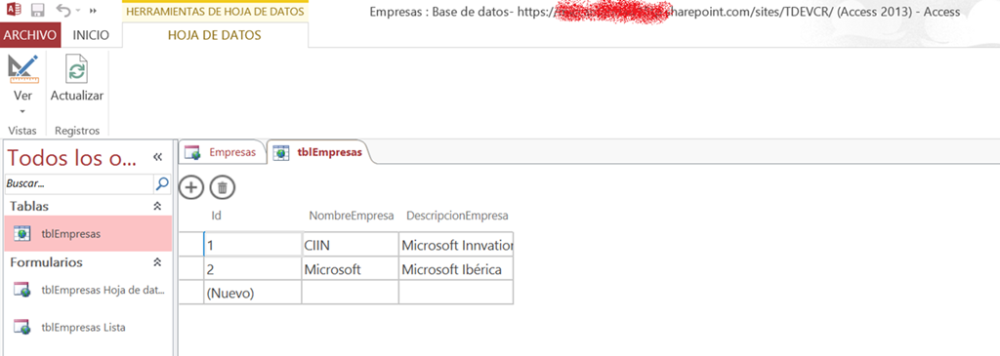 HERRAMIENTAS DE HOJA DE DATOS
Empresas : Base de datos- https://sharepoint.com/sites/TDEVCR/ (Access 2013) - Access
ARCHIVO INICIO HOJA DE DATOS
Ver Actualizar
Vistas Registros
Todos los o... «
Empresas tblEmpresas
Buscar...
Tablas
tblEmpresas
Formularios
tblEmpresas Hoja de dat...
tblEmpresas Lista
Id NombreEmpresa DescripcionEmpresa
1 CIIN Microsoft Innvation
2 Microsoft Microsoft Ibérica
(Nuevo)